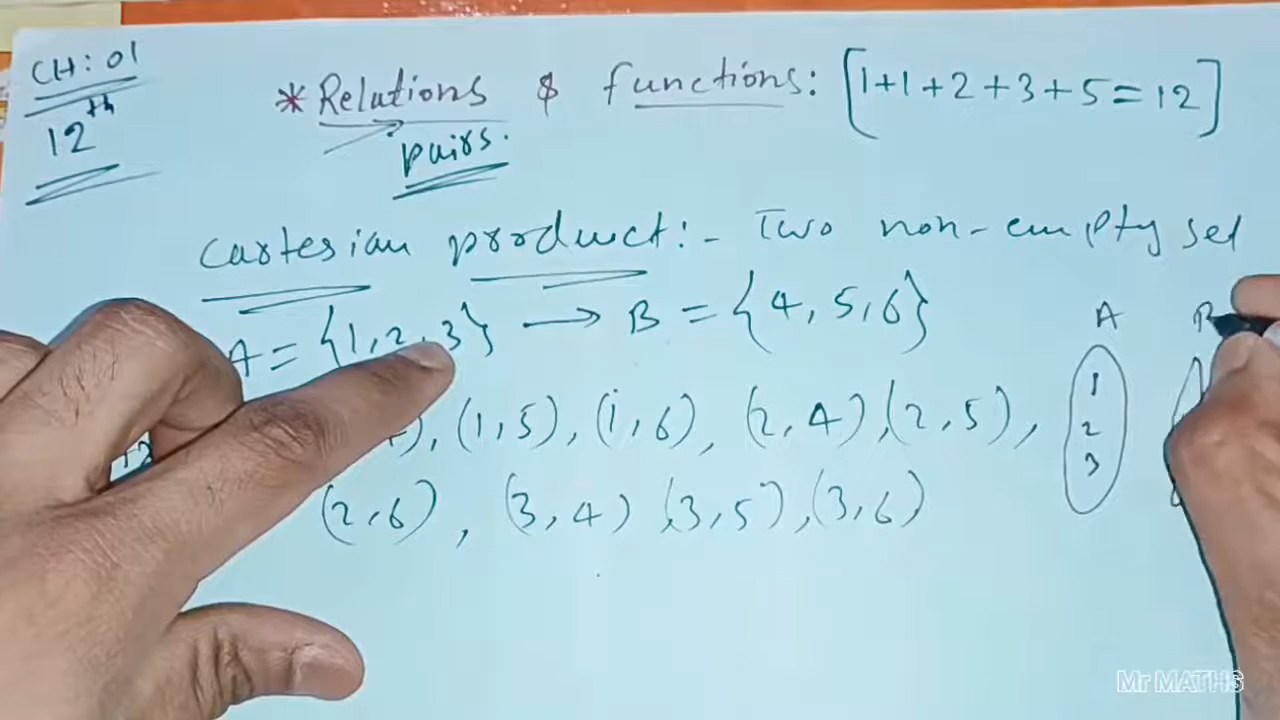 CH: 01
12th
* Relations & functions: [1+1+2+3+5=12]
pairs.
Cartesian product:- Two non-empty set
A = {1,2,3} → B = {4,5,6}
A B
(1,5), (1,6), (2,4), (2,5),
(2,6), (3,4) (3,5), (3,6)
1
2
3
Mr MATHS